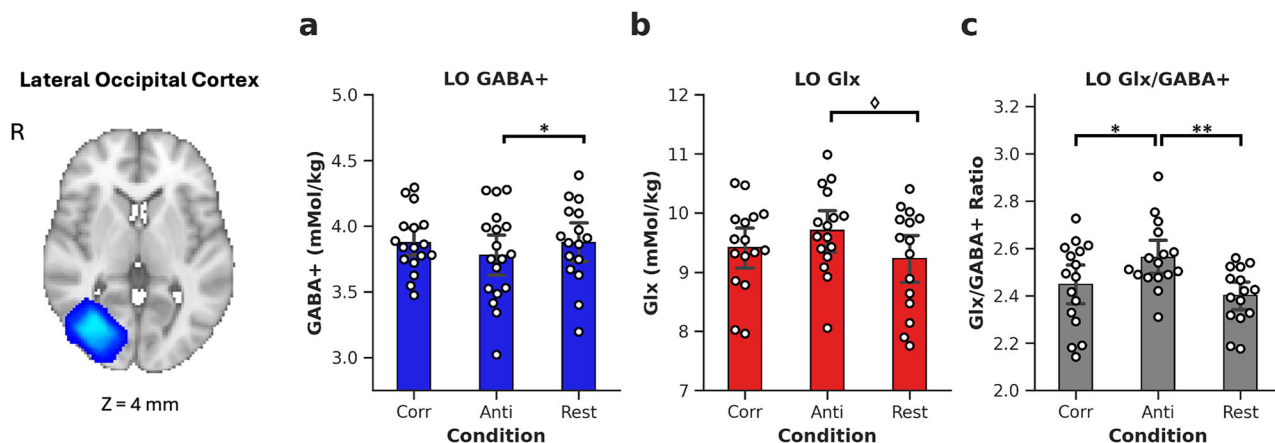 Lateral Occipital Cortex
R
Z = 4 mm
a
LO GABA+
GABA+ (mMol/kg)
5.0
4.5
4.0
3.5
3.0
*
Corr Anti Rest
Condition
b
LO Glx
Glx (mMol/kg)
12
11
10
9
8
7
◊
Corr Anti Rest
Condition
c
LO Glx/GABA+
Glx/GABA+ Ratio
3.2
3.0
2.8
2.6
2.4
2.2
2.0
* **
Corr Anti Rest
Condition